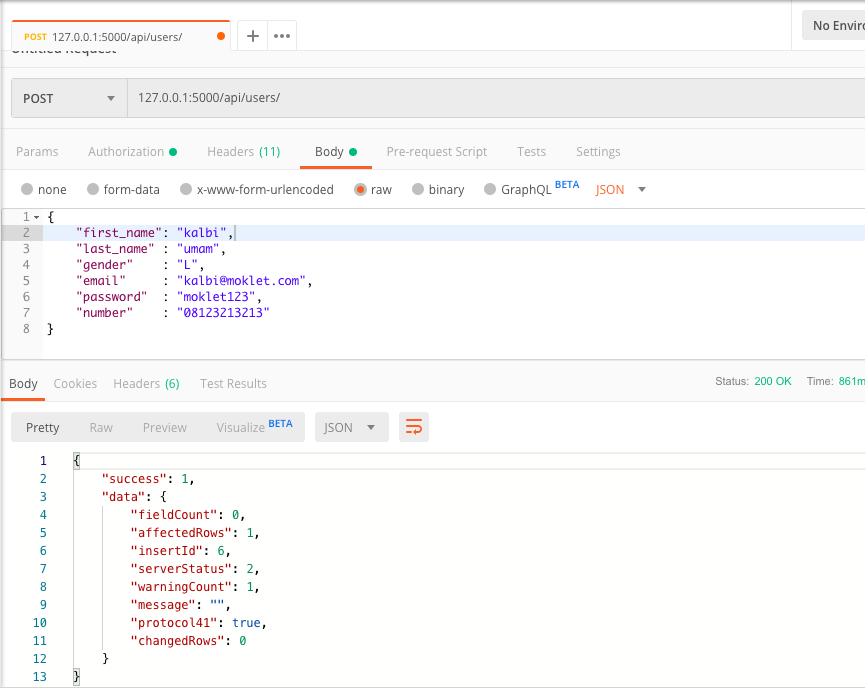 POST 127.0.0.1:5000/api/users/ + ••• No Enviro
Untitled Request
POST 127.0.0.1:5000/api/users/
Params Authorization Headers (11) Body Pre-request Script Tests Settings
none form-data x-www-form-urlencoded raw binary GraphQL BETA JSON
1 {
2 "first_name": "kalbi",
3 "last_name" : "umam",
4 "gender" : "L",
5 "email" : "kalbi@moklet.com",
6 "password" : "moklet123",
7 "number" : "08123213213"
8 }
Body Cookies Headers (6) Test Results Status: 200 OK Time: 861m
Pretty Raw Preview Visualize BETA JSON
1 {
2 "success": 1,
3 "data": {
4 "fieldCount": 0,
5 "affectedRows": 1,
6 "insertId": 6,
7 "serverStatus": 2,
8 "warningCount": 1,
9 "message": "",
10 "protocol41": true,
11 "changedRows": 0
12 }
13 }